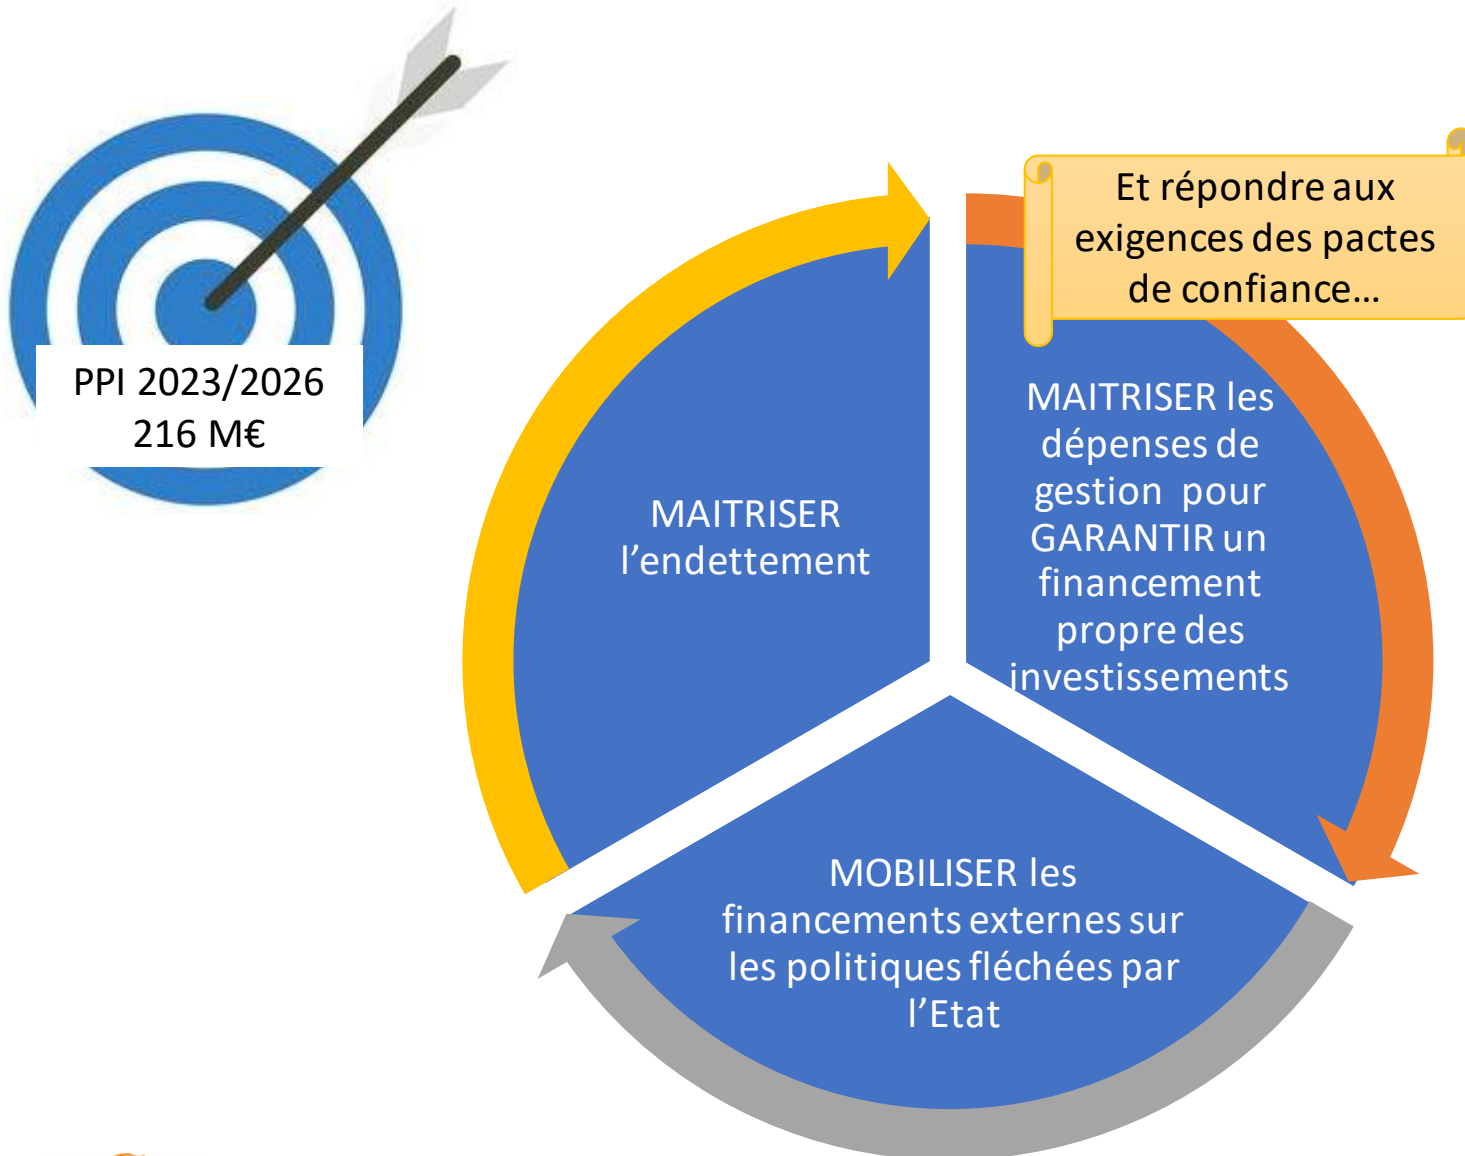 PPI 2023/2026
216 M€
Et répondre aux
exigences des pactes
de confiance...
MAITRISER les
dépenses de
gestion pour
GARANTIR un
financement
propre des
investissements
MAITRISER
l’endettement
MOBILISER les
financements externes sur
les politiques fléchées par
l’Etat